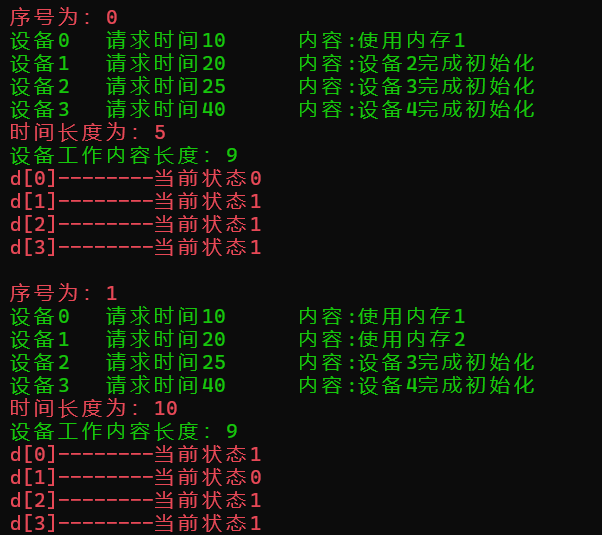 序号为: 0
设备0 请求时间10 内容:使用内存1
设备1 请求时间20 内容:设备2完成初始化
设备2 请求时间25 内容:设备3完成初始化
设备3 请求时间40 内容:设备4完成初始化
时间长度为: 5
设备工作内容长度: 9
d[0]--------当前状态0
d[1]--------当前状态1
d[2]--------当前状态1
d[3]--------当前状态1
序号为: 1
设备0 请求时间10 内容:使用内存1
设备1 请求时间20 内容:使用内存2
设备2 请求时间25 内容:设备3完成初始化
设备3 请求时间40 内容:设备4完成初始化
时间长度为: 10
设备工作内容长度: 9
d[0]--------当前状态1
d[1]--------当前状态0
d[2]--------当前状态1
d[3]--------当前状态1